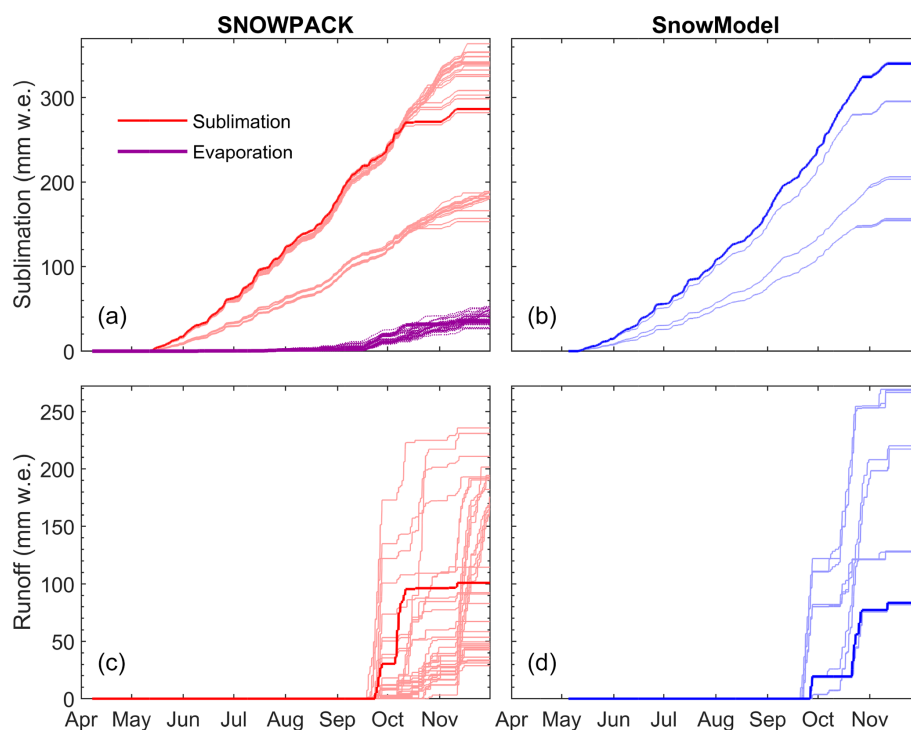 SNOWPACK
SnowModel
Sublimation (mm w.e.)
300
200
100
0
Sublimation
Evaporation
(a)
(b)
Runoff (mm w.e.)
250
200
150
100
50
0
(c)
(d)
Apr May Jun Jul Aug Sep Oct Nov
Apr May Jun Jul Aug Sep Oct Nov